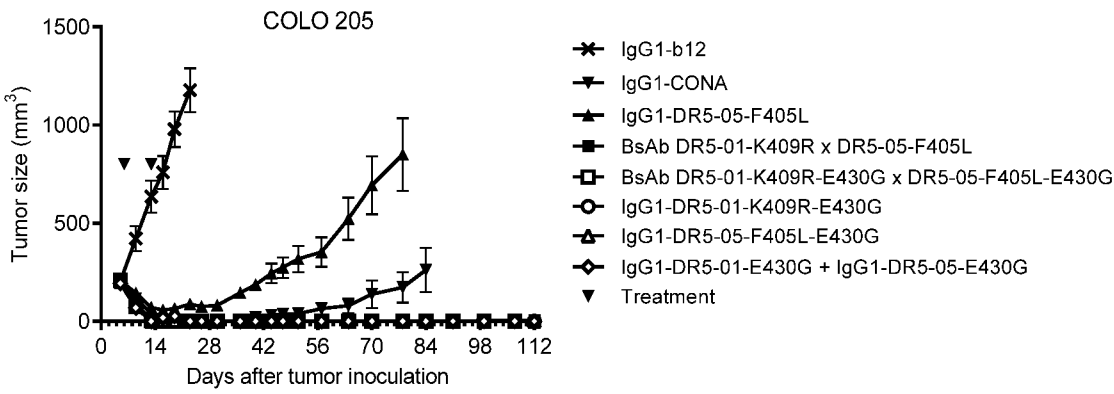 COLO 205
1500
1000
500
0
Tumor size (mm³)
0 14 28 42 56 70 84 98 112
Days after tumor inoculation
IgG1-b12
IgG1-CONA
IgG1-DR5-05-F405L
BsAb DR5-01-K409R x DR5-05-F405L
BsAb DR5-01-K409R-E430G x DR5-05-F405L-E430G
IgG1-DR5-01-K409R-E430G
IgG1-DR5-05-F405L-E430G
IgG1-DR5-01-E430G + IgG1-DR5-05-E430G
Treatment